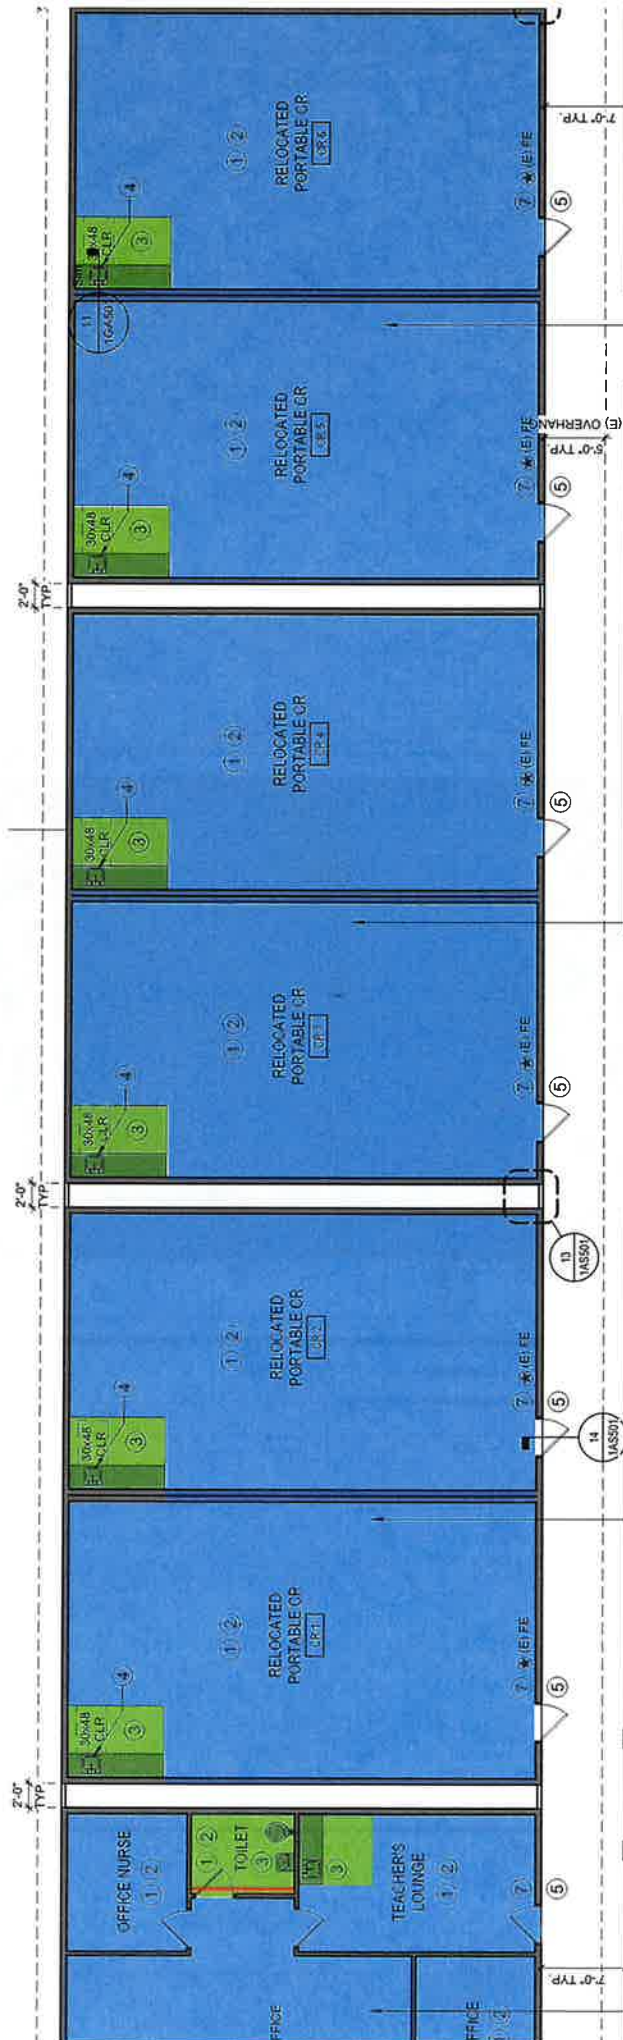 RELOCATED
PORTABLE CR
CR 6
1 2
30x48
CLR
3
4
7 (E) FE
5
7'-0" TYP.
11
RELOCATED
PORTABLE CR
CR 5
1 2
30x48
CLR
3
4
7 (E) FE
5
(E) OVERHANG
5'-0" TYP.
2'-0"
TYP
RELOCATED
PORTABLE CR
CR 4
1 2
30x48
CLR
3
4
7 (E) FE
5
RELOCATED
PORTABLE CR
CR 3
1 2
30x48
CLR
3
4
7 (E) FE
5
2'-0"
TYP
13
1AS501
RELOCATED
PORTABLE CR
CR 2
1 2
30x48
CLR
3
4
7 (E) FE
5
14
1AS501
RELOCATED
PORTABLE CR
CR 1
1 2
30x48
CLR
3
4
7 (E) FE
5
2'-0"
TYP
OFFICE NURSE
1 2
TOILET
1 2
3
TEACHER'S
LOUNGE
1 2
3
7
5
7'-0" TYP.
FFICE
FFICE